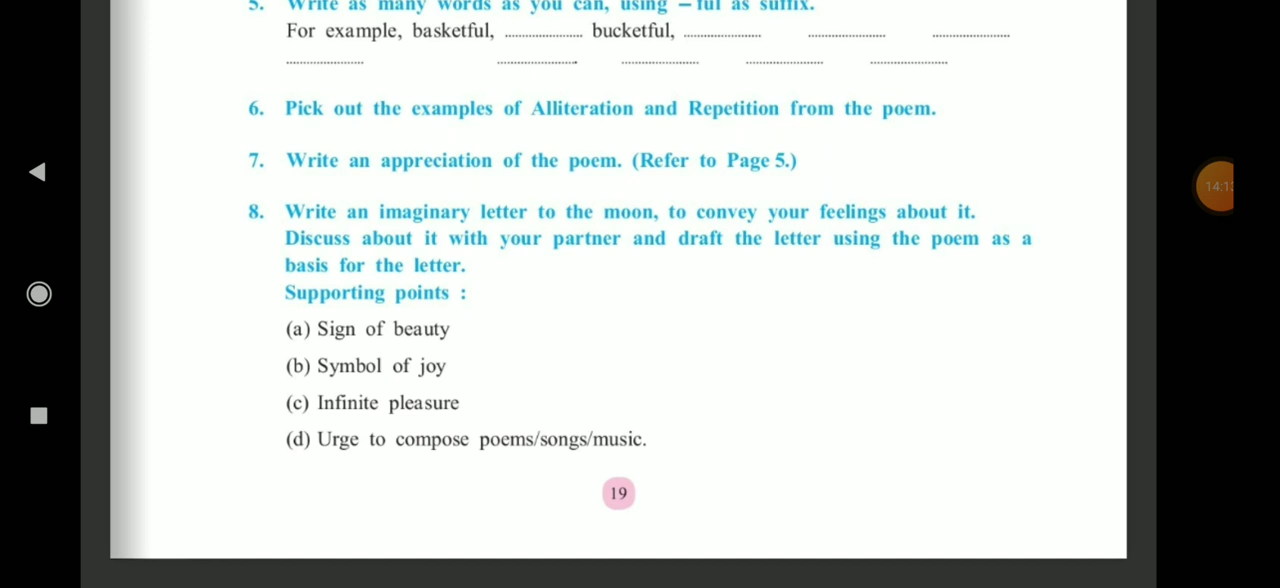 5. Write as many words as you can, using – ful as suffix.
For example, basketful, ...................... bucketful, ...................... ...................... ......................
...................... ...................... ...................... ...................... ......................
6. Pick out the examples of Alliteration and Repetition from the poem.
7. Write an appreciation of the poem. (Refer to Page 5.)
8. Write an imaginary letter to the moon, to convey your feelings about it.
Discuss about it with your partner and draft the letter using the poem as a
basis for the letter.
Supporting points :
(a) Sign of beauty
(b) Symbol of joy
(c) Infinite pleasure
(d) Urge to compose poems/songs/music.
19